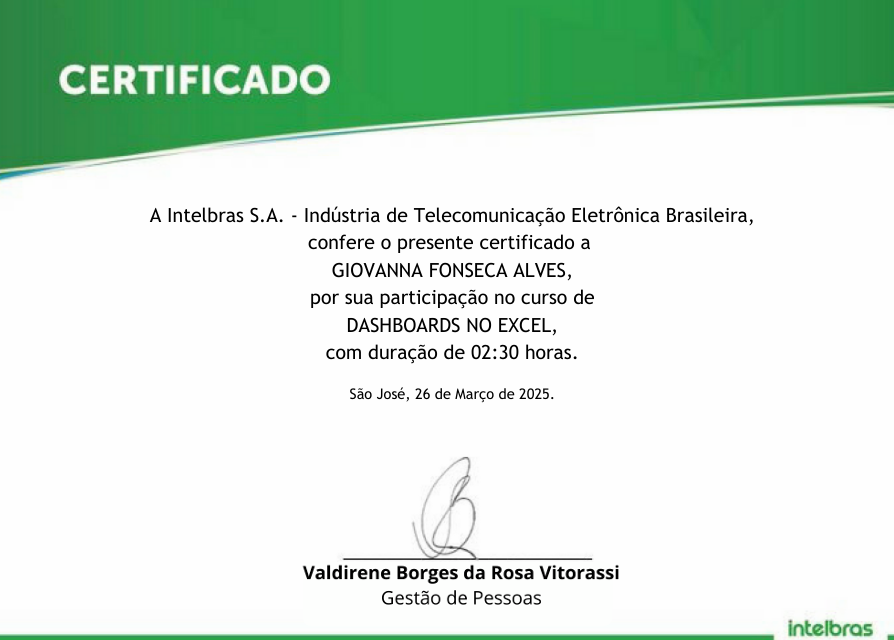 CERTIFICADO
A Intelbras S.A. - Indústria de Telecomunicação Eletrônica Brasileira,
confere o presente certificado a
GIOVANNA FONSECA ALVES,
por sua participação no curso de
DASHBOARDS NO EXCEL,
com duração de 02:30 horas.
São José, 26 de Março de 2025.
Valdirene Borges da Rosa Vitorassi
Gestão de Pessoas
intelbras